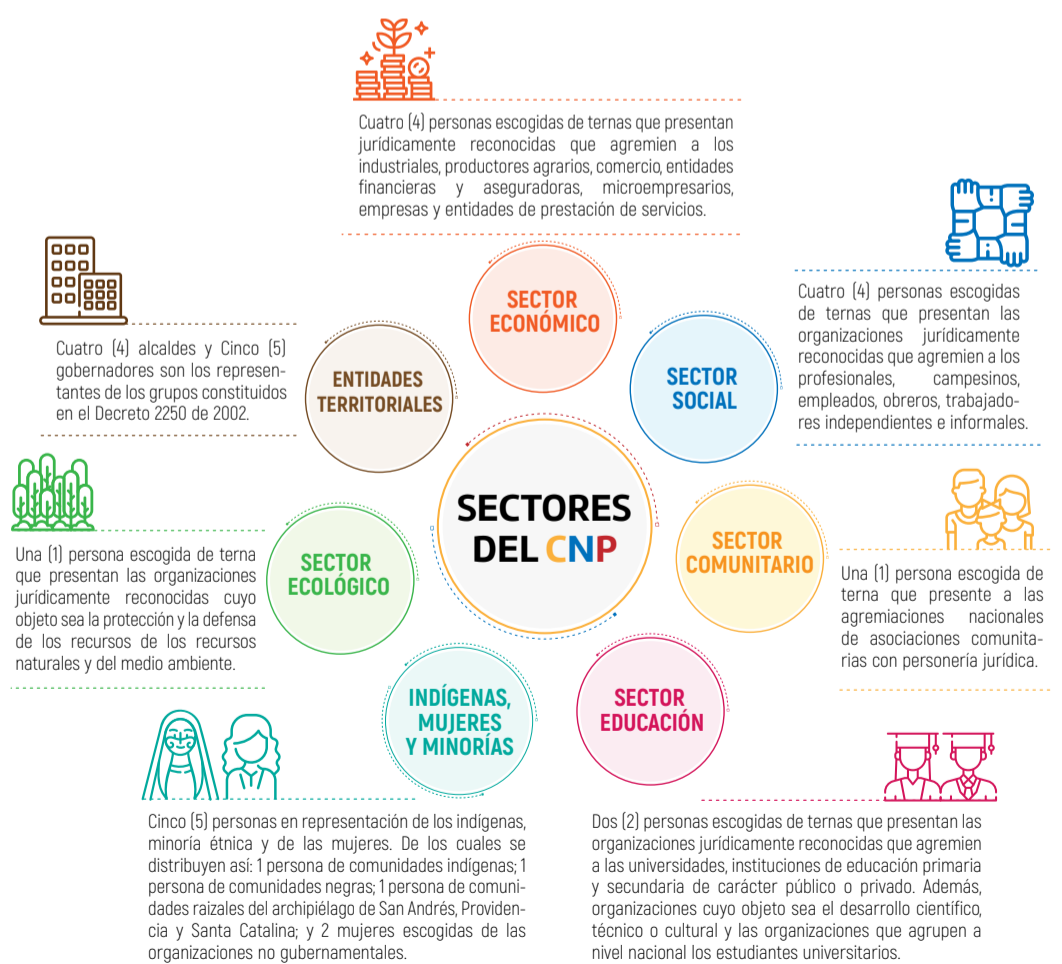 Cuatro (4) personas escogidas de ternas que presentan
jurídicamente reconocidas que agremien a los
industriales, productores agrarios, comercio, entidades
financieras y aseguradoras, microempresarios,
empresas y entidades de prestación de servicios.
SECTOR
ECONÓMICO
Cuatro (4) personas escogidas
de ternas que presentan las
organizaciones jurídicamente
reconocidas que agremien a los
profesionales, campesinos,
empleados, obreros, trabajado-
res independientes e informales.
SECTOR
SOCIAL
Cuatro (4) alcaldes y Cinco (5)
gobernadores son los represen-
tantes de los grupos constituidos
en el Decreto 2250 de 2002.
ENTIDADES
TERRITORIALES
SECTORES
DEL CNP
Una (1) persona escogida de terna
que presentan las organizaciones
jurídicamente reconocidas cuyo
objeto sea la protección y la defensa
de los recursos de los recursos
naturales y del medio ambiente.
SECTOR
ECOLÓGICO
SECTOR
COMUNITARIO
Una (1) persona escogida de
terna que presente a las
agremiaciones nacionales
de asociaciones comunita-
rias con personería jurídica.
INDÍGENAS,
MUJERES
Y MINORÍAS
Cinco (5) personas en representación de los indígenas,
minoría étnica y de las mujeres. De los cuales se
distribuyen así: 1 persona de comunidades indígenas; 1
persona de comunidades negras; 1 persona de comuni-
dades raizales del archipiélago de San Andrés, Providen-
cia y Santa Catalina; y 2 mujeres escogidas de las
organizaciones no gubernamentales.
SECTOR
EDUCACIÓN
Dos (2) personas escogidas de ternas que presentan las
organizaciones jurídicamente reconocidas que agremien
a las universidades, instituciones de educación primaria
y secundaria de carácter público o privado. Además,
organizaciones cuyo objeto sea el desarrollo científico,
técnico o cultural y las organizaciones que agrupen a
nivel nacional los estudiantes universitarios.